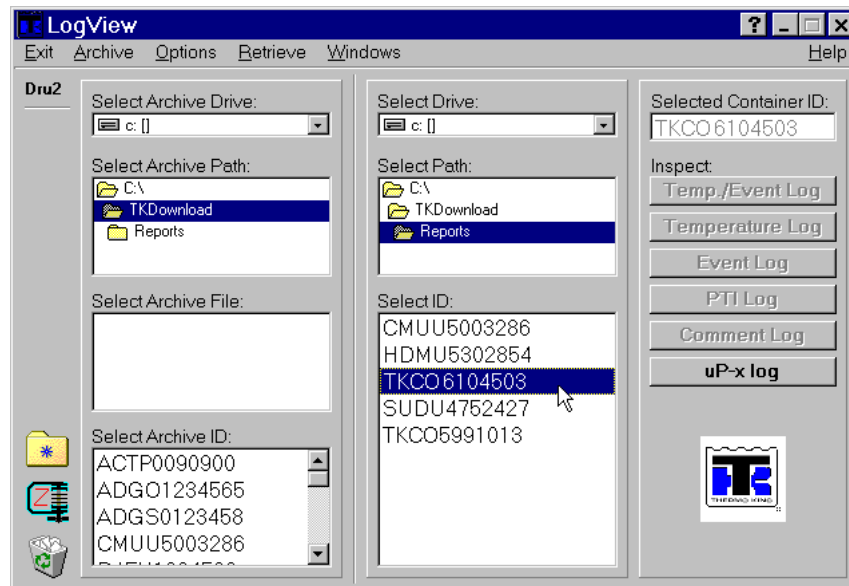 LogView
Exit Archive Options Retrieve Windows Help
Dru2
Select Archive Drive:
c: []
Select Archive Path:
C:\
TKDownload
Reports
Select Archive File:
Select Archive ID:
ACTP0090900
ADGO1234565
ADGS0123458
CMUU5003286
Select Drive:
c: []
Select Path:
C:\
TKDownload
Reports
Select ID:
CMUU5003286
HDMU5302854
TKCO6104503
SUDU4752427
TKCO5991013
Selected Container ID:
TKCO6104503
Inspect:
Temp./Event Log
Temperature Log
Event Log
PTI Log
Comment Log
uP-x log
THERMO KING